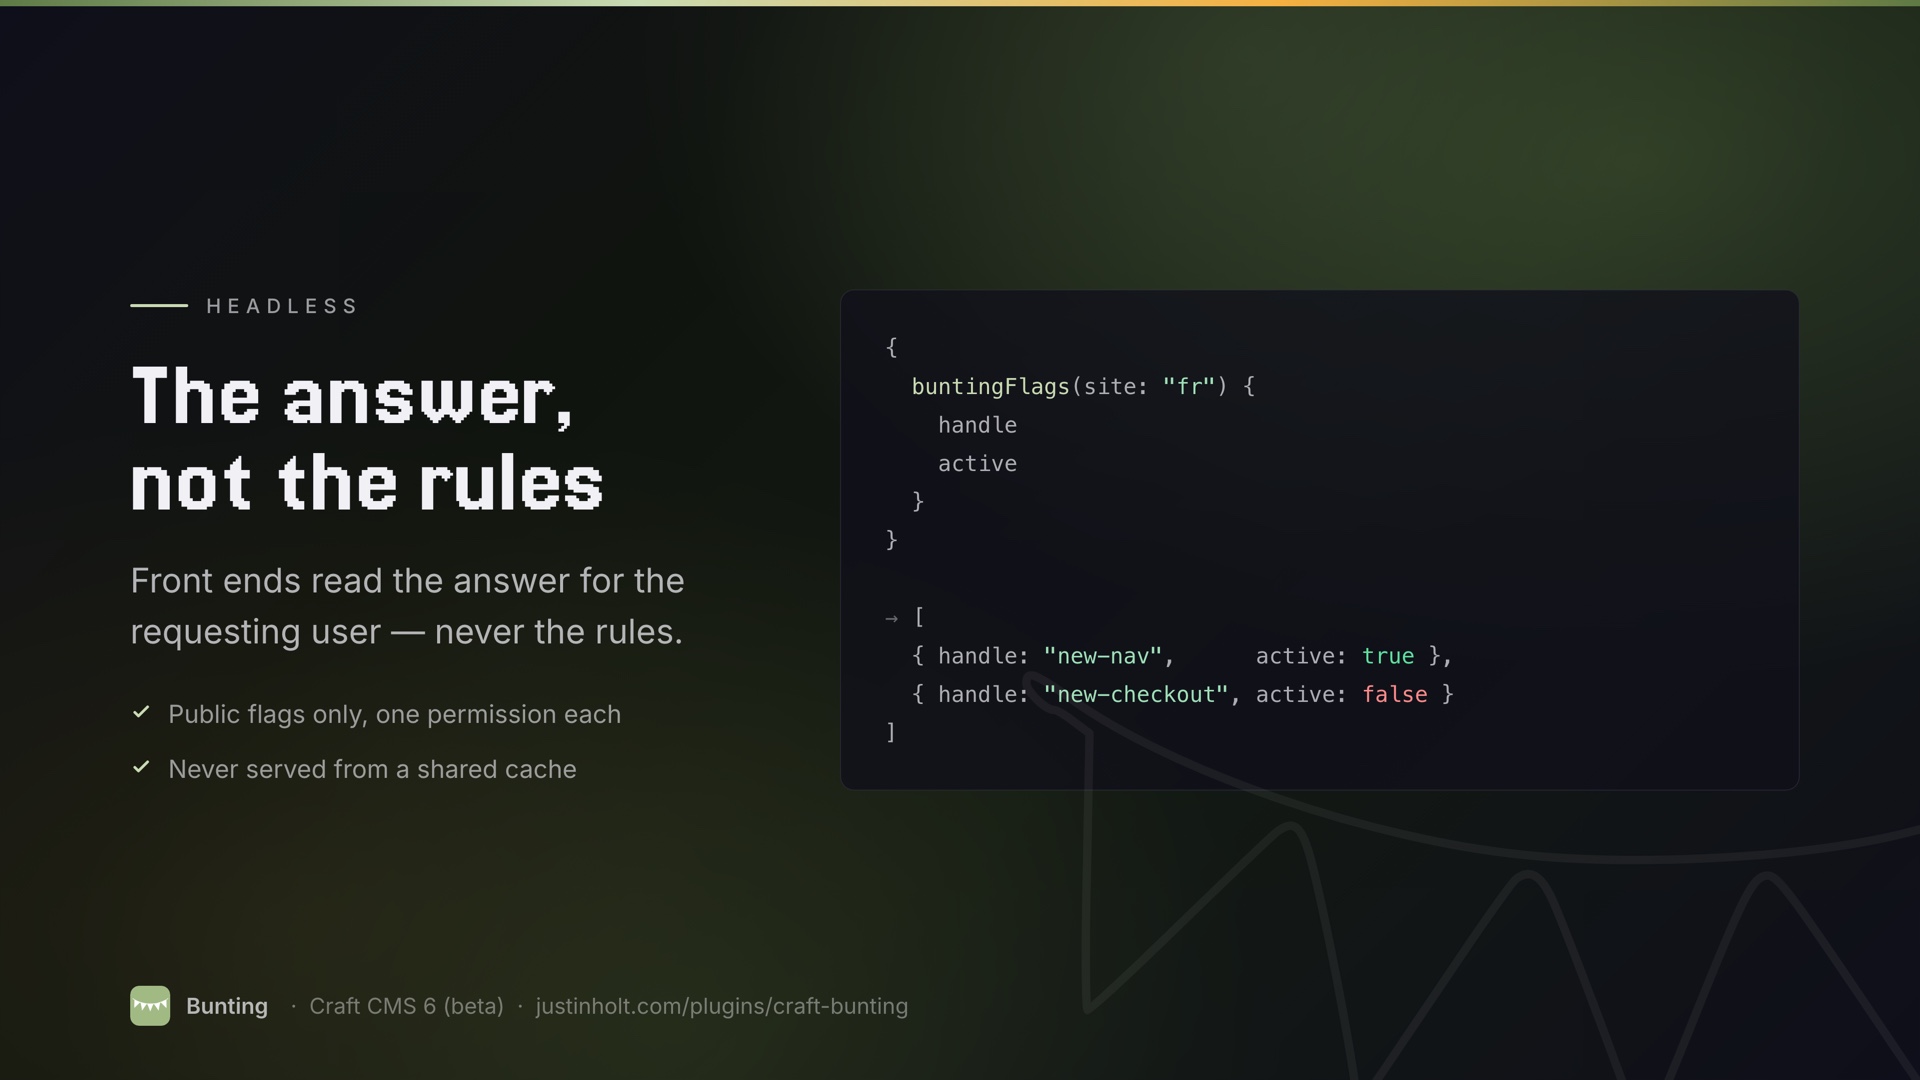 HEADLESS
The answer,
not the rules
Front ends read the answer for the
requesting user — never the rules.
Public flags only, one permission each
Never served from a shared cache
{
  buntingFlags(site: "fr") {
    handle
    active
  }
}
→ [
  { handle: "new-nav",      active: true },
  { handle: "new-checkout", active: false }
]
Bunting · Craft CMS 6 (beta) · justinholt.com/plugins/craft-bunting